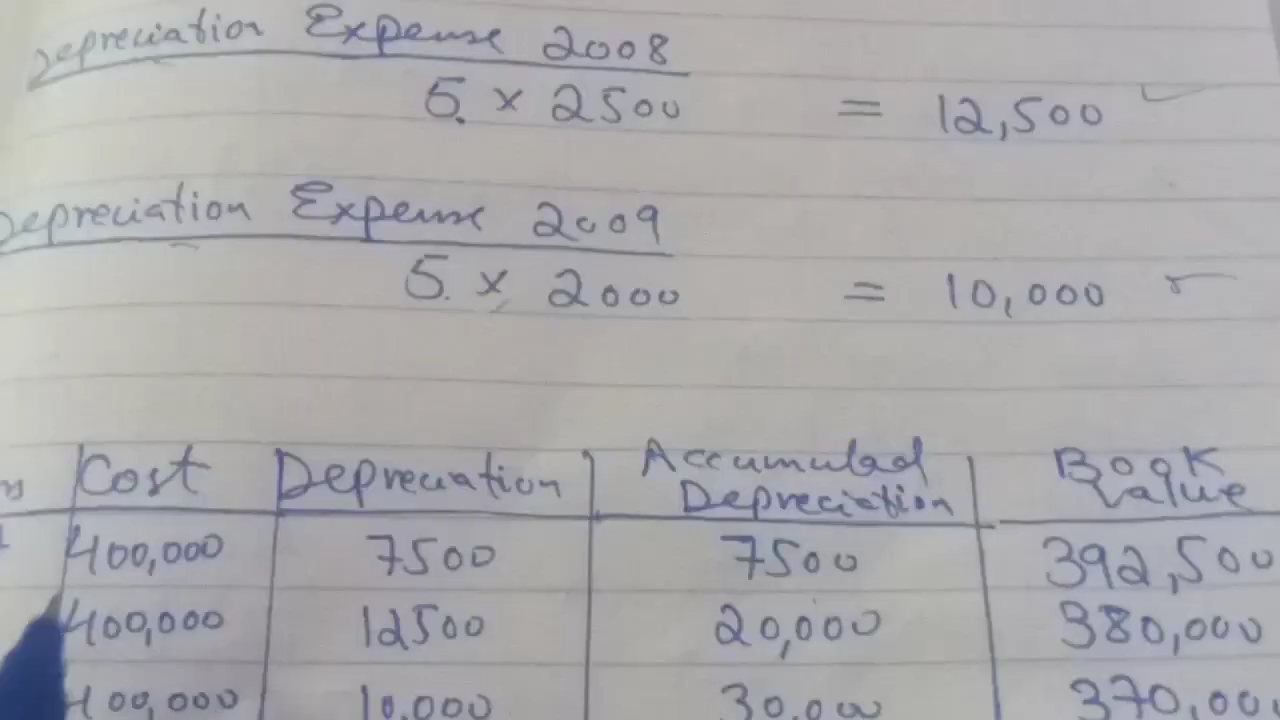 Depreciation Expense 2008
5 × 2500 = 12,500
Depreciation Expense 2009
5 × 2000 = 10,000
Cost Depreciation Accumulated Depreciation Book Value
400,000 7500 7500 392,500
400,000 12500 20,000 380,000
400,000 10,000 30,000 370,00